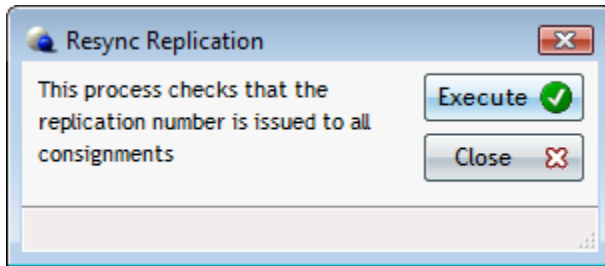 Resync Replication
This process checks that the
replication number is issued to all
consignments
Execute
Close